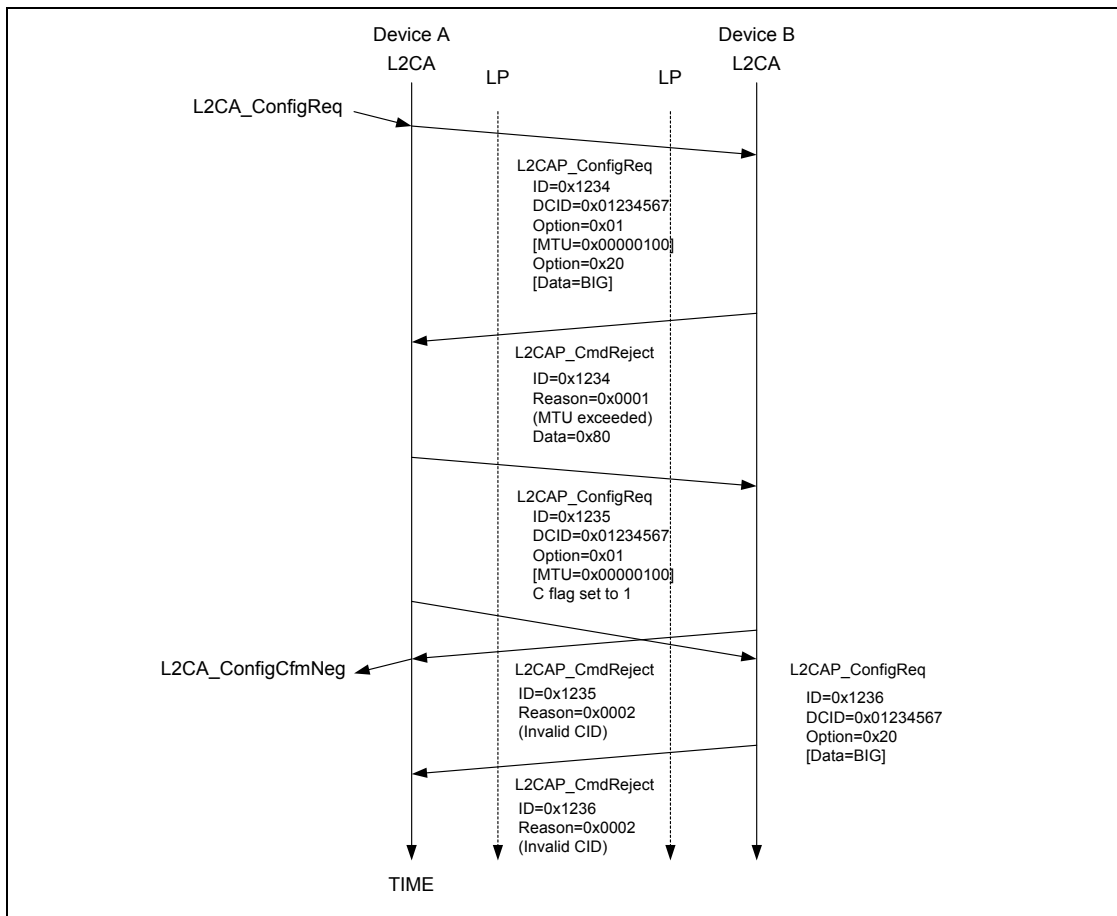 Device A
Device B
L2CA
LP
LP
L2CA
L2CA_ConfigReq
L2CAP_ConfigReq
ID=0x1234
DCID=0x01234567
Option=0x01
[MTU=0x00000100]
Option=0x20
[Data=BIG]
L2CAP_CmdReject
ID=0x1234
Reason=0x0001
(MTU exceeded)
Data=0x80
L2CAP_ConfigReq
ID=0x1235
DCID=0x01234567
Option=0x01
[MTU=0x00000100]
C flag set to 1
L2CA_ConfigCfmNeg
L2CAP_CmdReject
ID=0x1235
Reason=0x0002
(Invalid CID)
L2CAP_ConfigReq
ID=0x1236
DCID=0x01234567
Option=0x20
[Data=BIG]
L2CAP_CmdReject
ID=0x1236
Reason=0x0002
(Invalid CID)
TIME